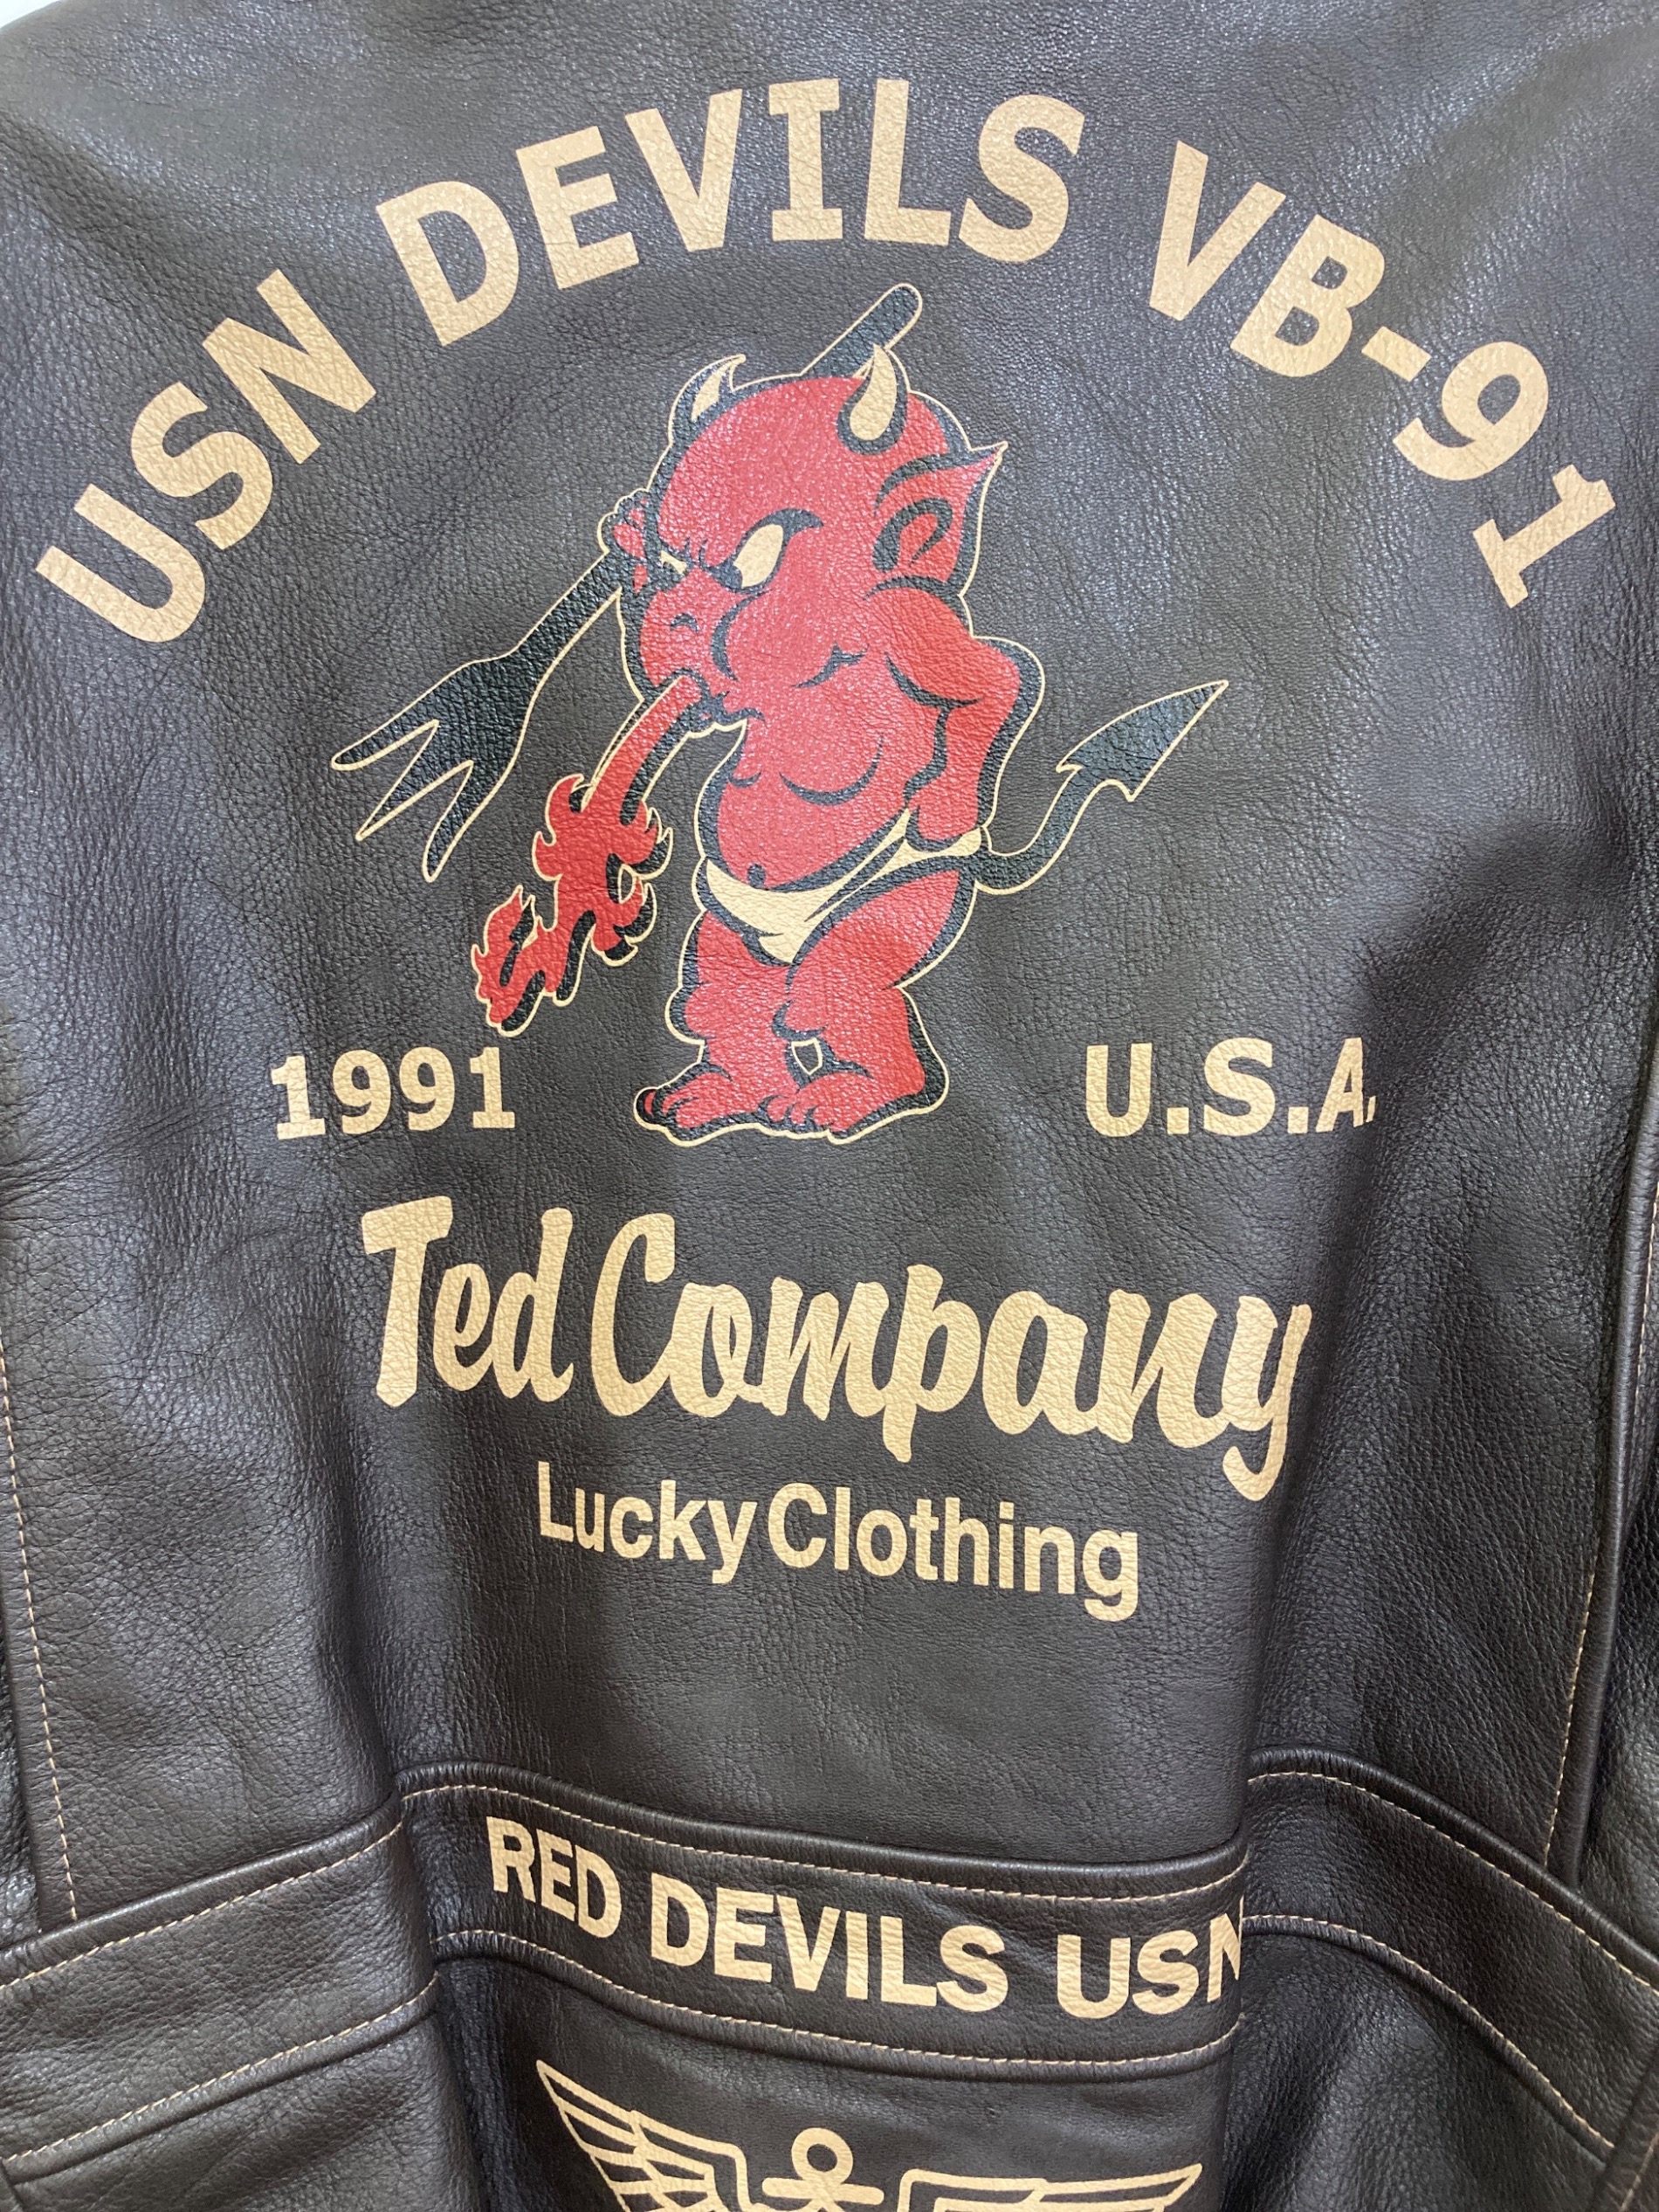 USN DEVILS VB-91
1991 U.S.A.
Ted Company
Lucky Clothing
RED DEVILS USN